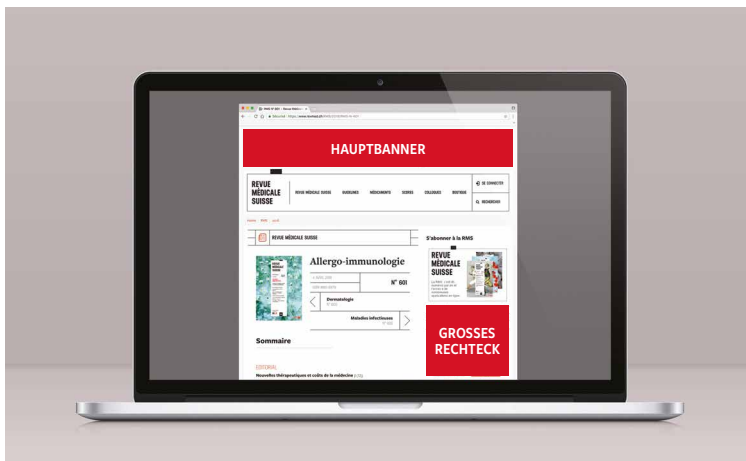 HAUPTBANNER
REVUE
MÉDICALE
SUISSE
REVUE MÉDICALE SUISSE GUIDELINES MÉDICAMENTS SCORES COLLOQUES BOUTIQUE
SE CONNECTER
RECHERCHER
REVUE MÉDICALE SUISSE
S'abonner à la RMS
Allergo-immunologie
N° 601
Dermatologie
Maladies infectieuses
REVUE
MÉDICALE
SUISSE
GROSSES
RECHTECK
Sommaire
EDITORIAL
Nouvelles thérapeutiques et coûts de la médecine